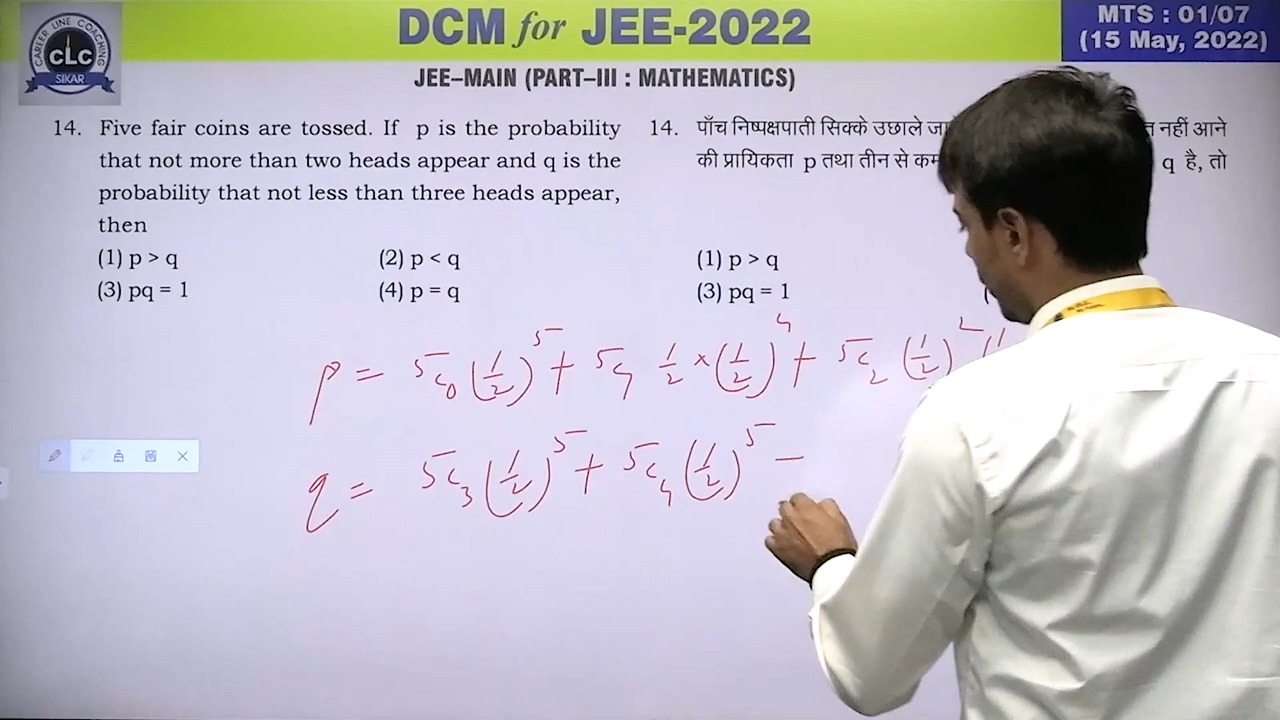 DCM for JEE-2022
MTS : 01/07
(15 May, 2022)
CAREER LINE COACHING
CLC
SIKAR
JEE–MAIN (PART–III : MATHEMATICS)
14. Five fair coins are tossed. If p is the probability
that not more than two heads appear and q is the
probability that not less than three heads appear,
then
(1) p > q (2) p < q
(3) pq = 1 (4) p = q
14. पाँच निष्पक्षपाती सिक्के उछाले जा नहीं आने
की प्रायिकता p तथा तीन से कम q है, तो
(1) p > q
(3) pq = 1 (
p = ⁵C₀ (1/2)⁵ + ⁵C₁ 1/2 × (1/2)⁴ + ⁵C₂ (1/2)² (
q = ⁵C₃ (1/2)⁵ + ⁵C₄ (1/2)⁵ –